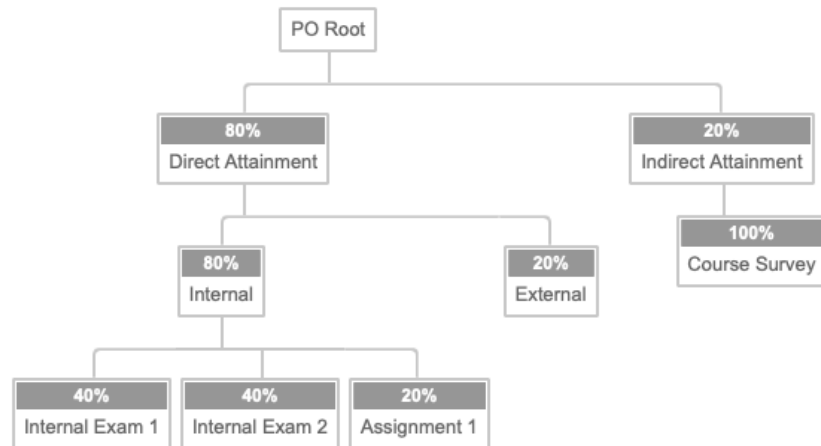 PO Root
80%
Direct Attainment
20%
Indirect Attainment
80%
Internal
20%
External
100%
Course Survey
40%
Internal Exam 1
40%
Internal Exam 2
20%
Assignment 1